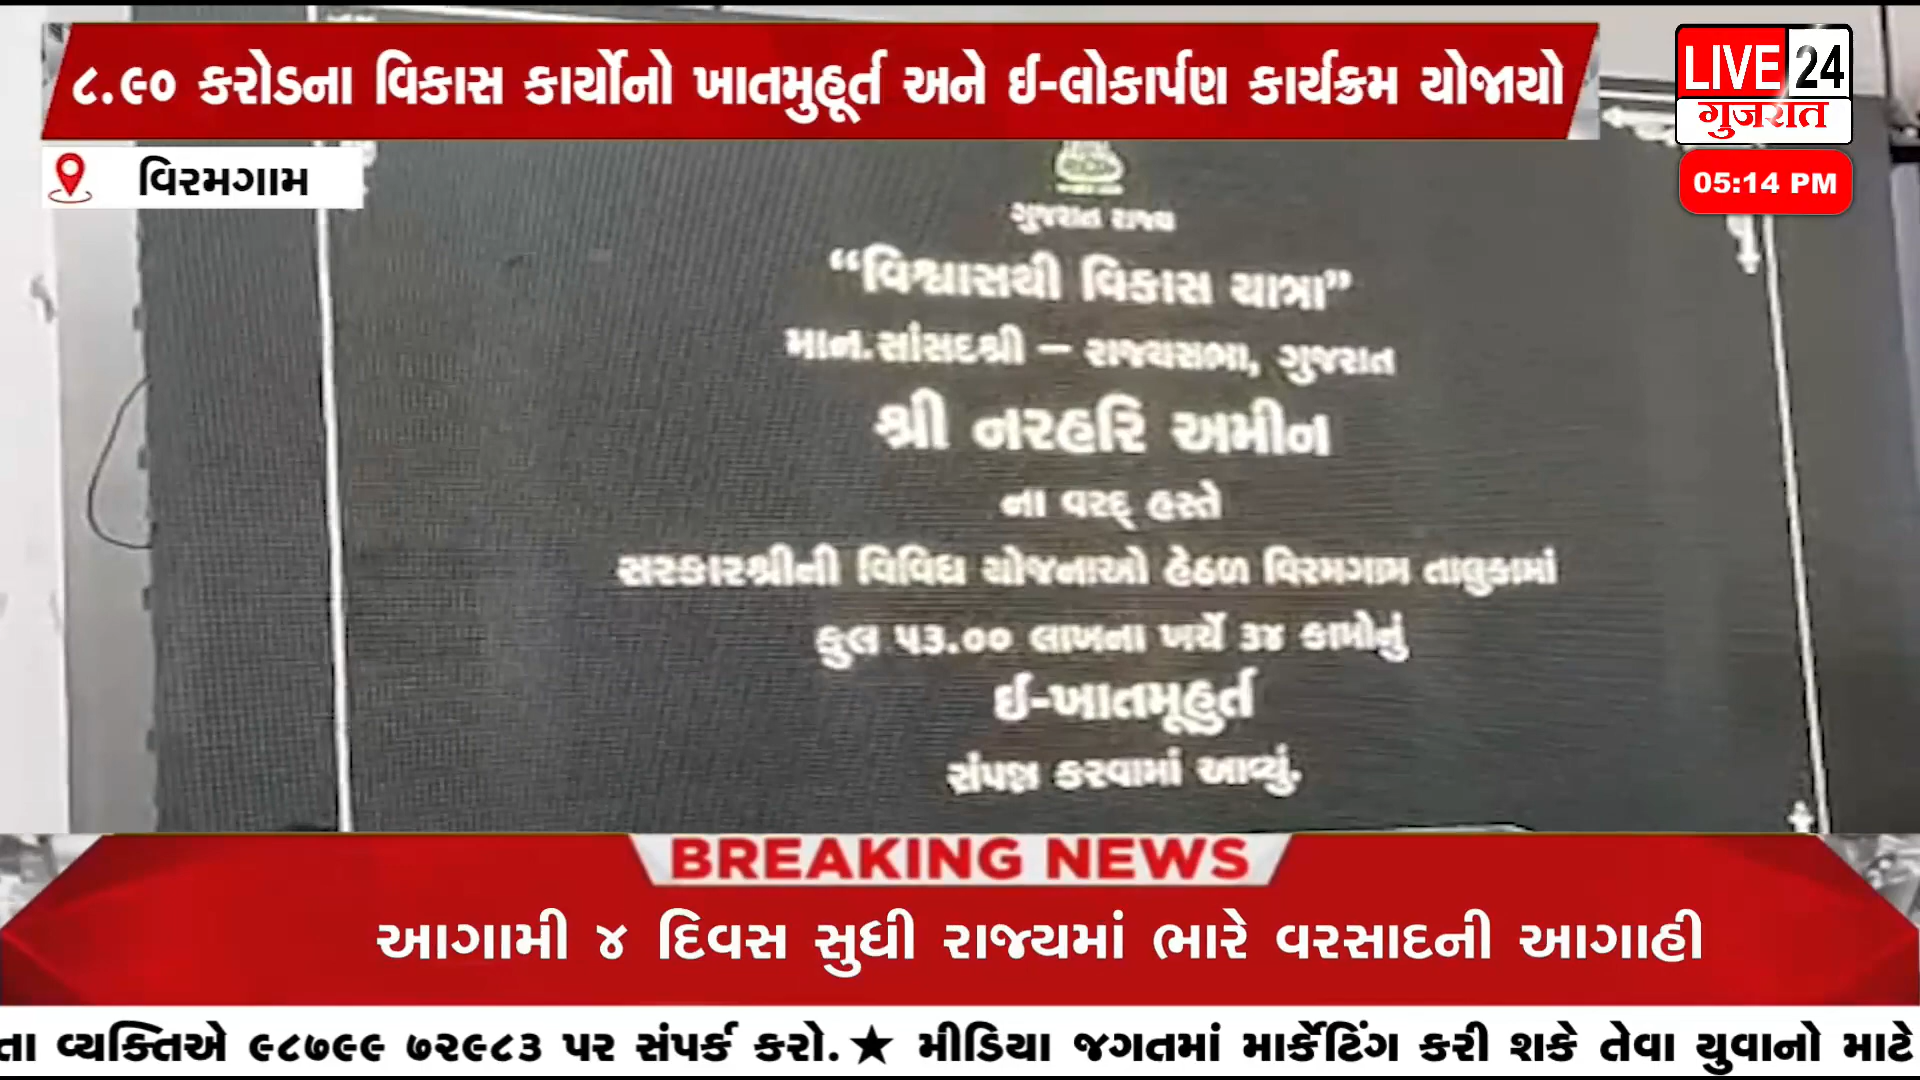 ૮.૯૦ કરોડના વિકાસ કાર્યોનો ખાતમુહૂર્ત અને ઈ-લોકાર્પણ કાર્યક્રમ યોજાયો
LIVE 24
ગુજરાત
05:14 PM
વિરમગામ
ગુજરાત રાજ્ય
“વિશ્વાસથી વિકાસ યાત્રા”
માન.સાંસદશ્રી – રાજ્યસભા, ગુજરાત
શ્રી નરહરિ અમીન
ના વરદ્ હસ્તે
સરકારશ્રીની વિવિધ યોજનાઓ હેઠળ વિરમગામ તાલુકામાં
કુલ ૫૩.૦૦ લાખના ખર્ચે ૩૪ કામોનું
ઈ-ખાતમૂહુર્ત
સંપન્ન કરવામાં આવ્યું.
BREAKING NEWS
આગામી ૪ દિવસ સુધી રાજ્યમાં ભારે વરસાદની આગાહી
તા વ્યક્તિએ ૯૮૭૯૯ ૭૨૯૮૩ પર સંપર્ક કરો.★ મીડિયા જગતમાં માર્કેટિંગ કરી શકે તેવા યુવાનો માટે